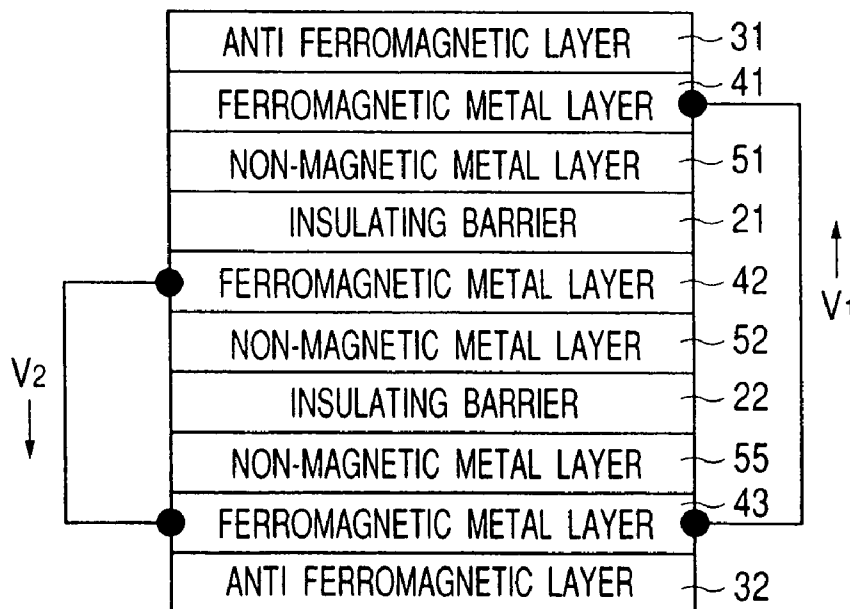 ANTI FERROMAGNETIC LAYER 31
FERROMAGNETIC METAL LAYER 41
NON-MAGNETIC METAL LAYER 51
INSULATING BARRIER 21
FERROMAGNETIC METAL LAYER 42
NON-MAGNETIC METAL LAYER 52
INSULATING BARRIER 22
NON-MAGNETIC METAL LAYER 55
FERROMAGNETIC METAL LAYER 43
ANTI FERROMAGNETIC LAYER 32
V1
V2